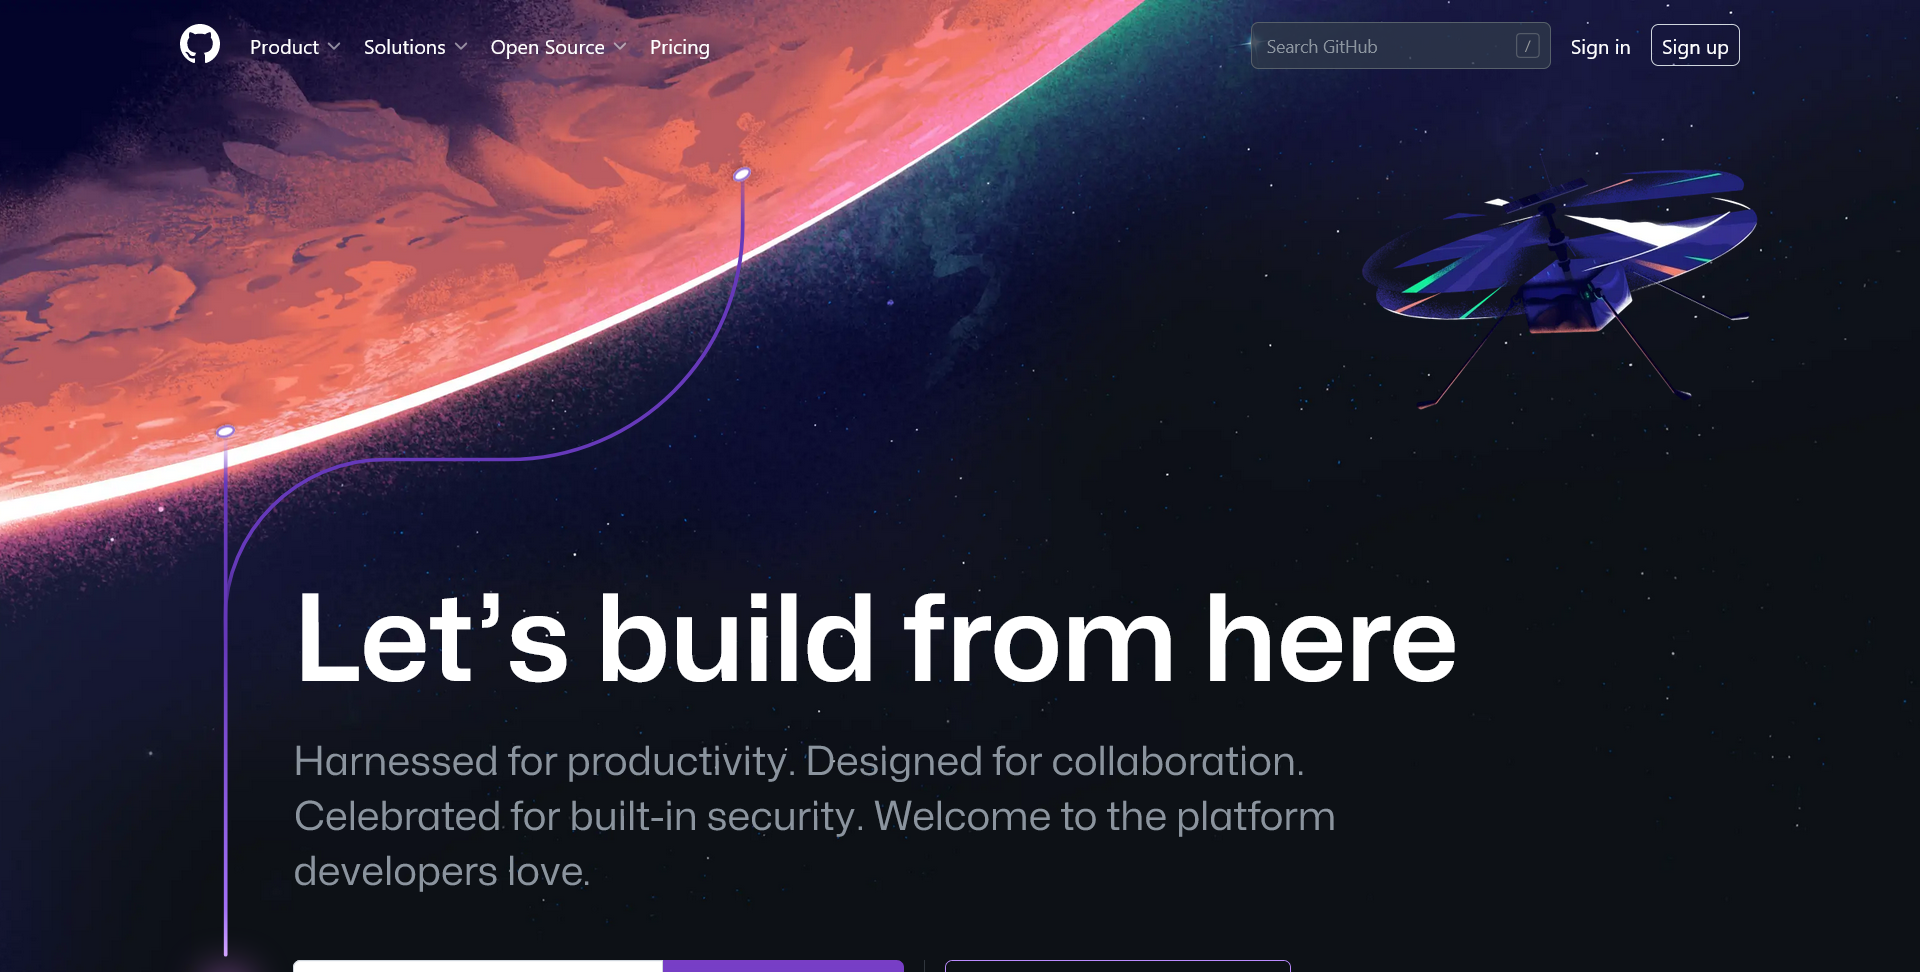 Product
Solutions
Open Source
Pricing
Search GitHub
/
Sign in
Sign up
Let’s build from here
Harnessed for productivity. Designed for collaboration.
Celebrated for built-in security. Welcome to the platform
developers love.